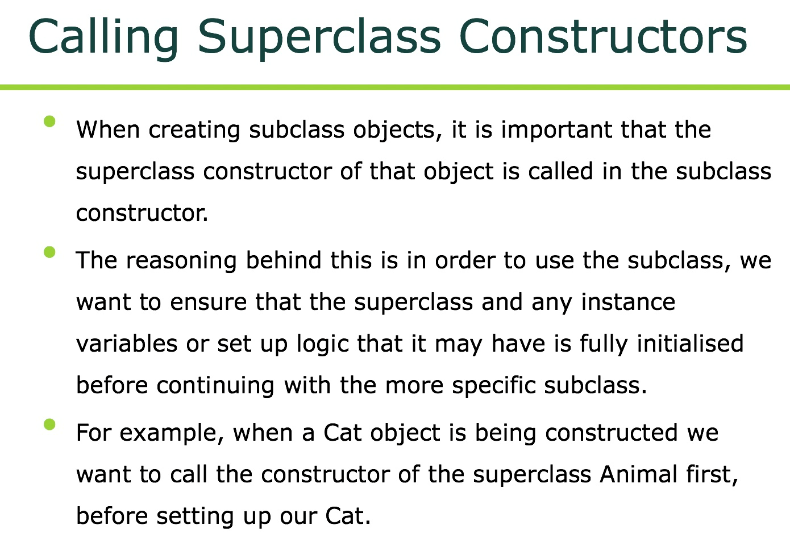 Calling Superclass Constructors
• When creating subclass objects, it is important that the
superclass constructor of that object is called in the subclass
constructor.
• The reasoning behind this is in order to use the subclass, we
want to ensure that the superclass and any instance
variables or set up logic that it may have is fully initialised
before continuing with the more specific subclass.
• For example, when a Cat object is being constructed we
want to call the constructor of the superclass Animal first,
before setting up our Cat.